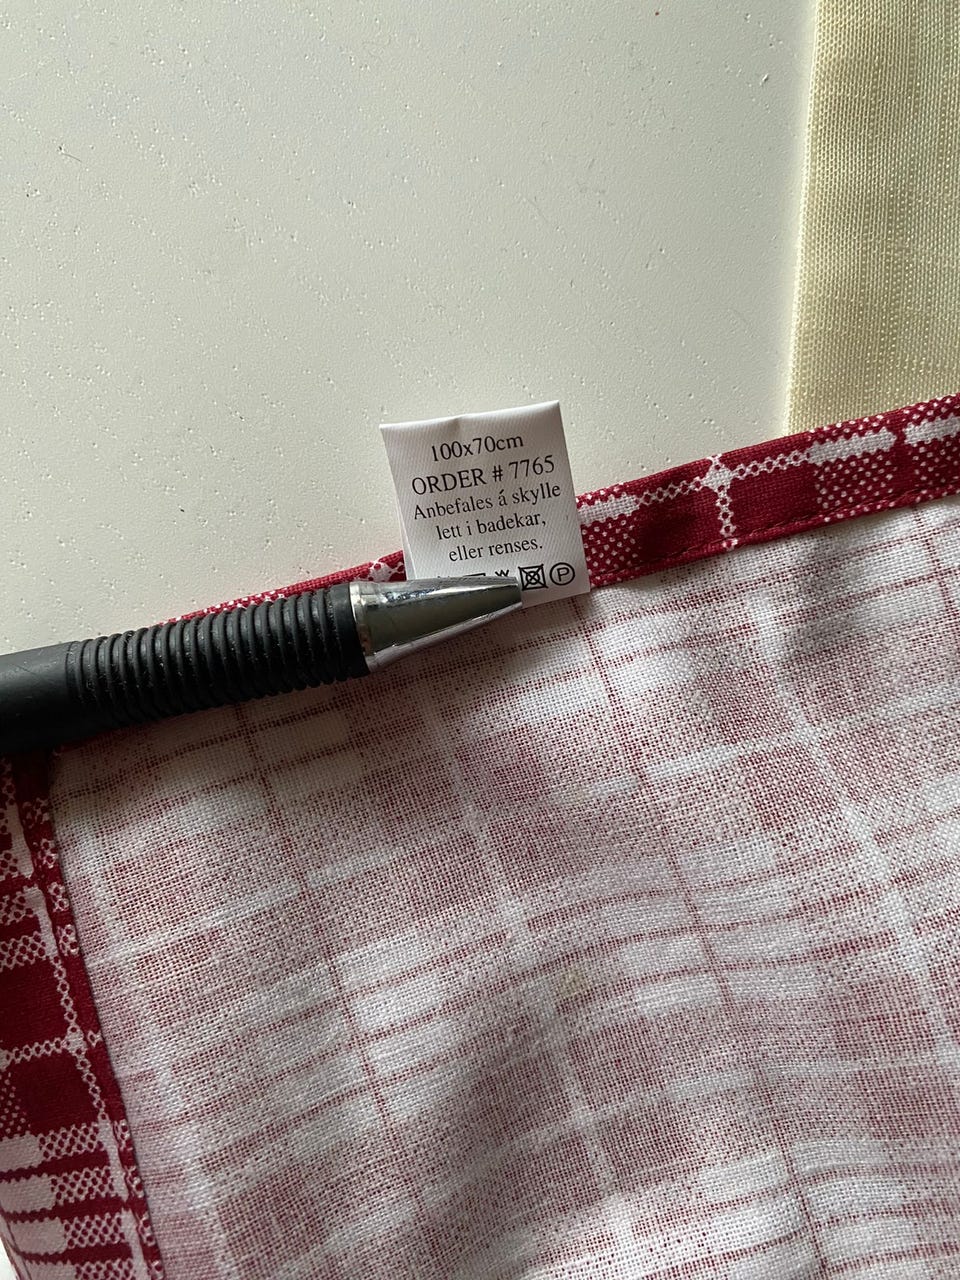 100x70cm
ORDER # 7765
Anbefales á skylle
lett i badekar,
eller renses.
P